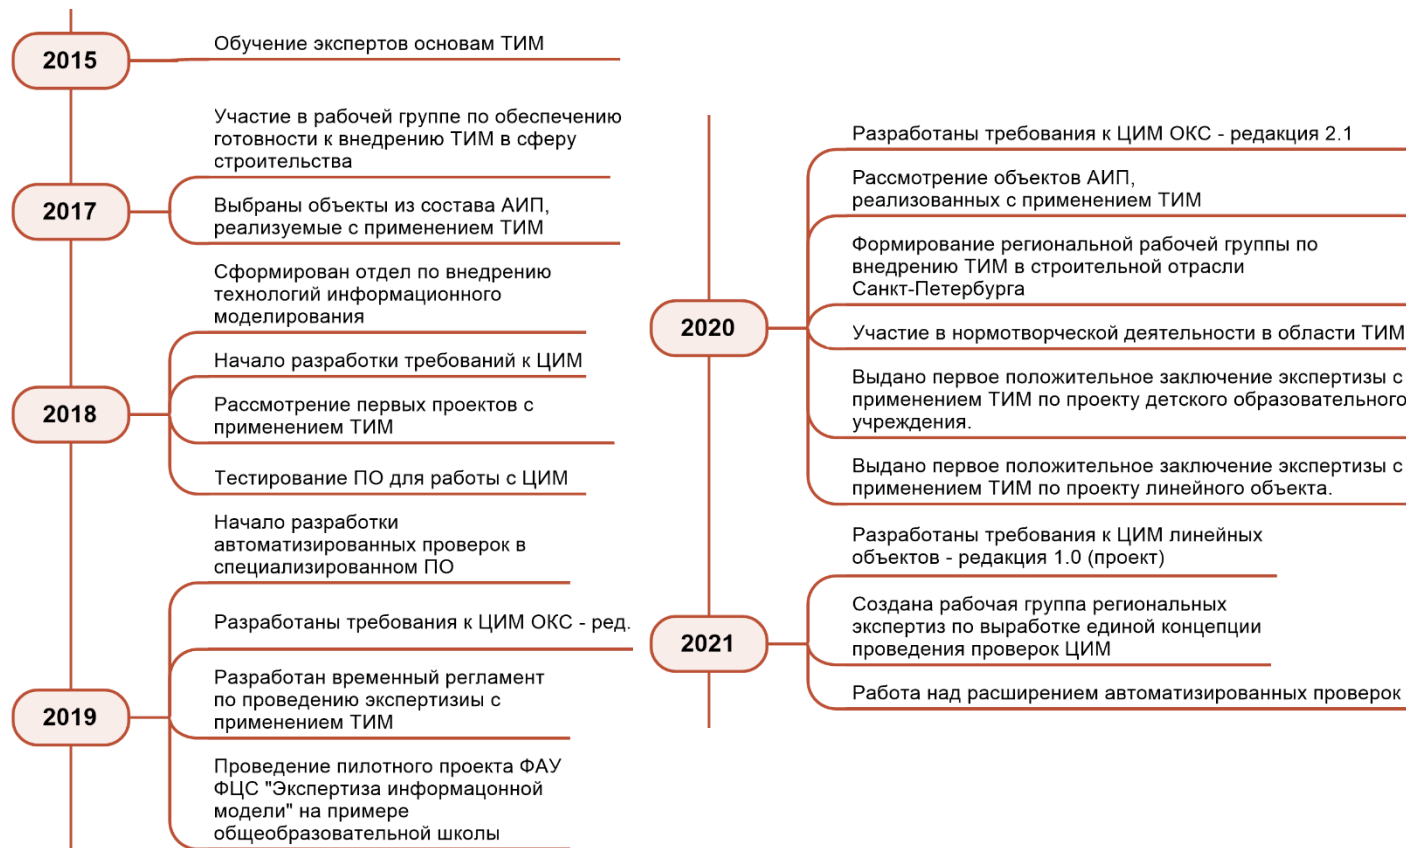 2015
Обучение экспертов основам ТИМ
2017
Участие в рабочей группе по обеспечению
готовности к внедрению ТИМ в сферу
строительства
Выбраны объекты из состава АИП,
реализуемые с применением ТИМ
2018
Сформирован отдел по внедрению
технологий информационного
моделирования
Начало разработки требований к ЦИМ
Рассмотрение первых проектов с
применением ТИМ
Тестирование ПО для работы с ЦИМ
2019
Начало разработки
автоматизированных проверок в
специализированном ПО
Разработаны требования к ЦИМ ОКС - ред.
Разработан временный регламент
по проведению экспертизиы с
применением ТИМ
Проведение пилотного проекта ФАУ
ФЦС "Экспертиза информацонной
модели" на примере
общеобразовательной школы
2020
Разработаны требования к ЦИМ ОКС - редакция 2.1
Рассмотрение объектов АИП,
реализованных с применением ТИМ
Формирование региональной рабочей группы по
внедрению ТИМ в строительной отрасли
Санкт-Петербурга
Участие в нормотворческой деятельности в области ТИМ
Выдано первое положительное заключение экспертизы с
применением ТИМ по проекту детского образовательного
учреждения.
Выдано первое положительное заключение экспертизы с
применением ТИМ по проекту линейного объекта.
2021
Разработаны требования к ЦИМ линейных
объектов - редакция 1.0 (проект)
Создана рабочая группа региональных
экспертиз по выработке единой концепции
проведения проверок ЦИМ
Работа над расширением автоматизированных проверок